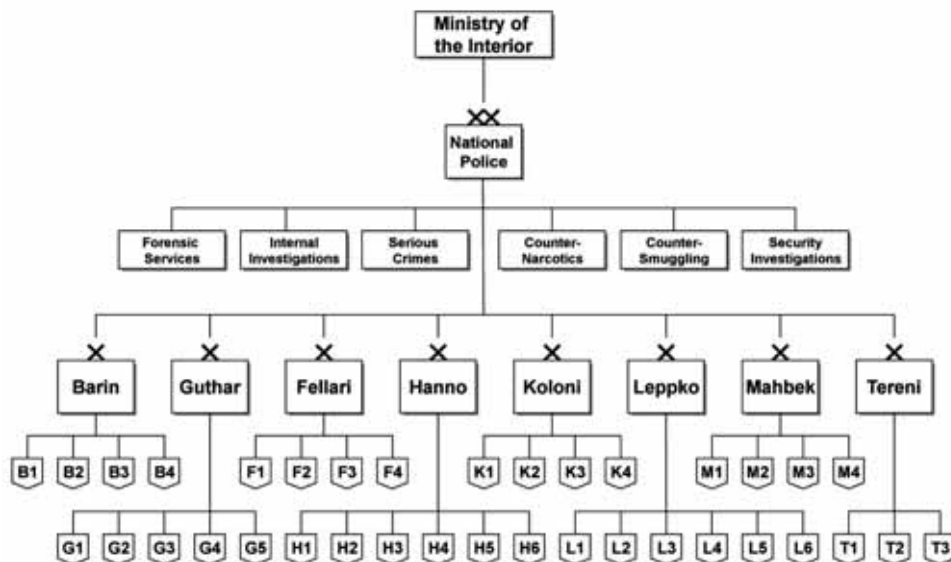 Ministry of
the Interior
XX
National
Police
Forensic
Services
Internal
Investigations
Serious
Crimes
Counter-
Narcotics
Counter-
Smuggling
Security
Investigations
X X X X X X X X
Barin Guthar Fellari Hanno Koloni Leppko Mahbek Tereni
B1 B2 B3 B4 F1 F2 F3 F4 K1 K2 K3 K4 M1 M2 M3 M4
G1 G2 G3 G4 G5 H1 H2 H3 H4 H5 H6 L1 L2 L3 L4 L5 L6 T1 T2 T3